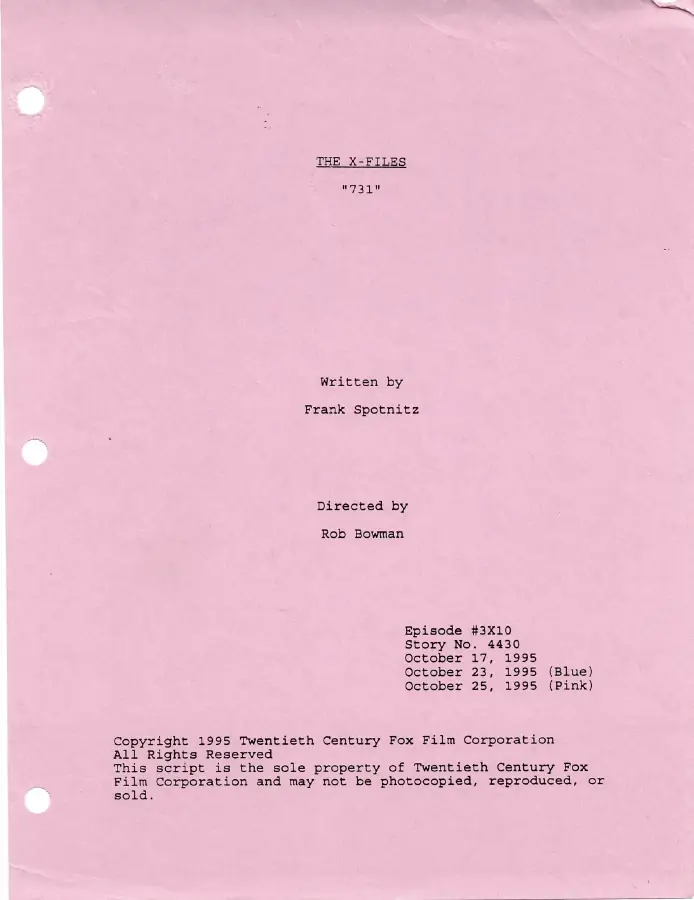 THE X-FILES
"731"
Written by
Frank Spotnitz
Directed by
Rob Bowman
Episode #3X10
Story No. 4430
October 17, 1995
October 23, 1995 (Blue)
October 25, 1995 (Pink)
Copyright 1995 Twentieth Century Fox Film Corporation
All Rights Reserved
This script is the sole property of Twentieth Century Fox
Film Corporation and may not be photocopied, reproduced, or
sold.